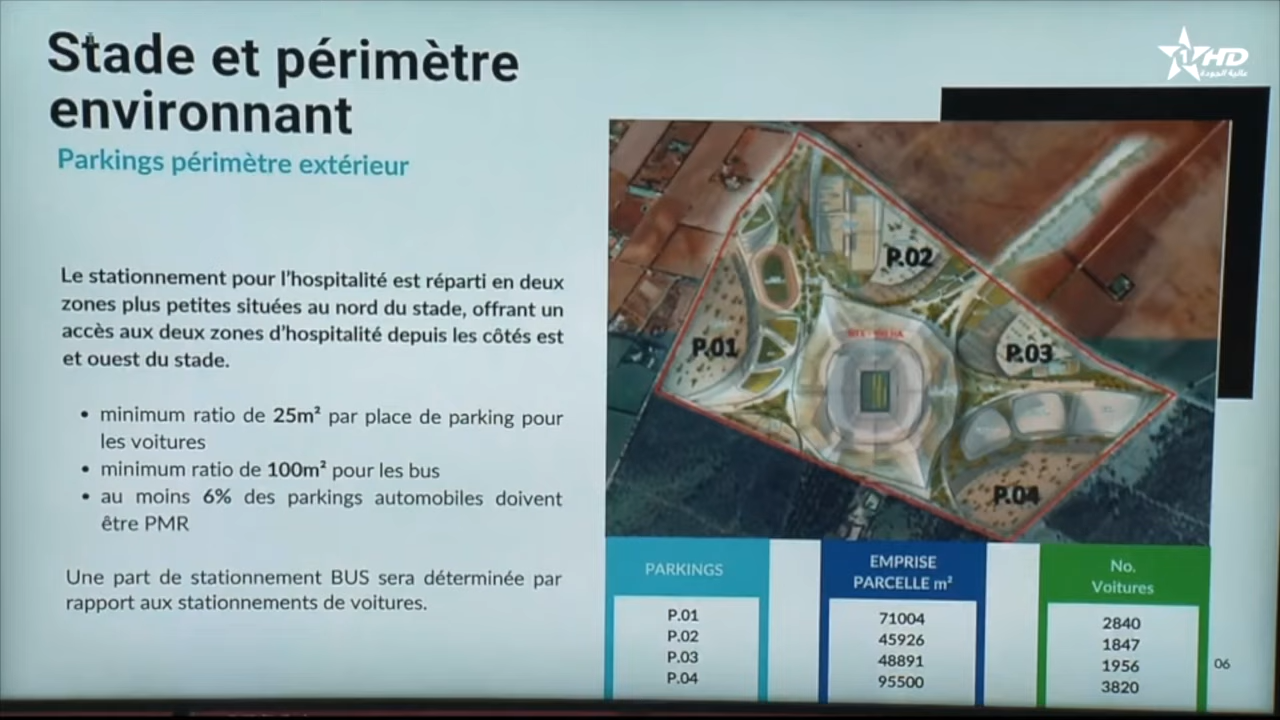 Stade et périmètre
environnant
Parkings périmètre extérieur
Le stationnement pour l'hospitalité est réparti en deux
zones plus petites situées au nord du stade, offrant un
accès aux deux zones d'hospitalité depuis les côtés est
et ouest du stade.
• minimum ratio de 25m² par place de parking pour
les voitures
• minimum ratio de 100m² pour les bus
• au moins 6% des parkings automobiles doivent
être PMR
Une part de stationnement BUS sera déterminée par
rapport aux stationnements de voitures.
1 HD
عالية الجودة
P.02
P.01
P.03
P.04
PARKINGS
P.01
P.02
P.03
P.04
EMPRISE
PARCELLE m²
71004
45926
48891
95500
No.
Voitures
2840
1847
1956
3820
06